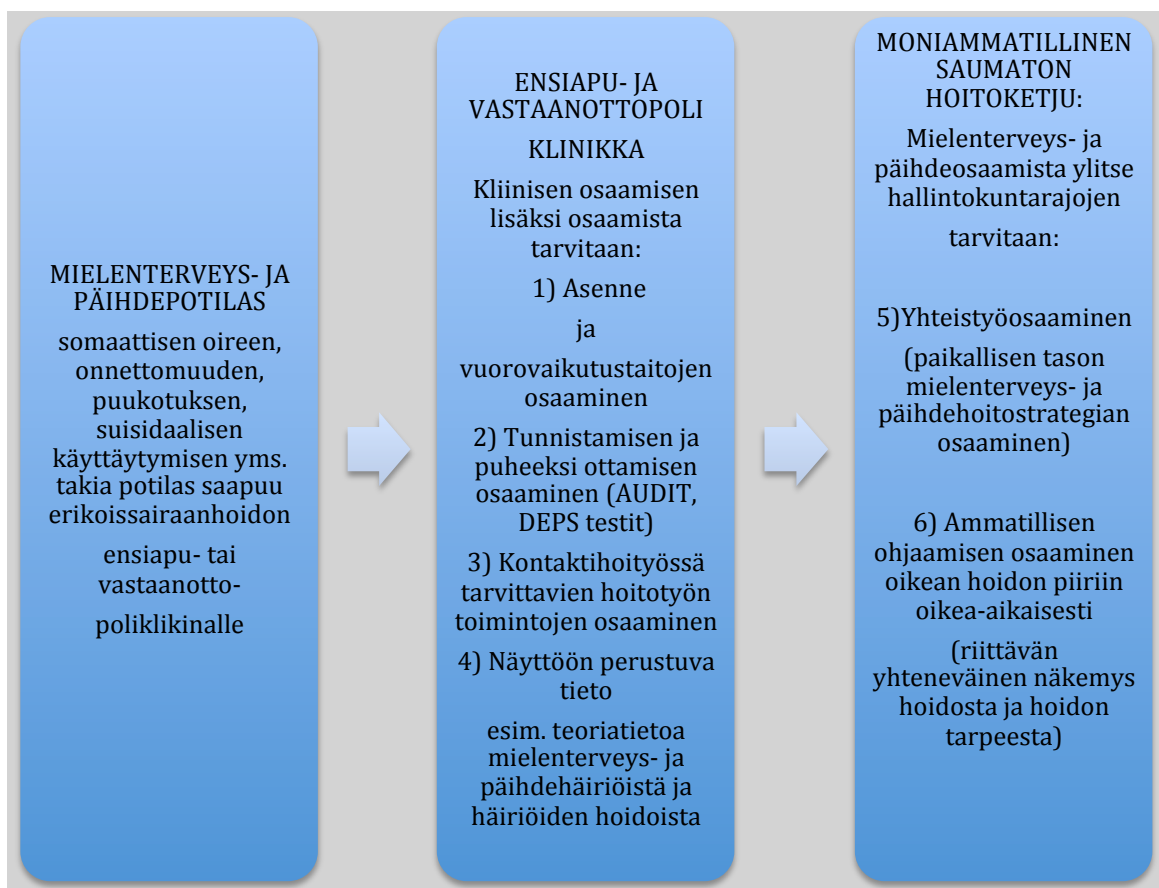 MIELENTERVEYS- JA
PÄIHDEPOTILAS
somaattisen oireen,
onnettomuuden,
puukotuksen,
suisidaalisen
käyttäytymisen yms.
takia potilas saapuu
erikoissairaanhoidon
ensiapu- tai
vastaanotto-
poliklikinalle
ENSIAPU- JA
VASTAANOTTOPOLI
KLINIKKA
Kliinisen osaamisen
lisäksi osaamista
tarvitaan:
1) Asenne
ja
vuorovaikutustaitojen
osaaminen
2) Tunnistamisen ja
puheeksi ottamisen
osaaminen (AUDIT,
DEPS testit)
3) Kontaktihoityössä
tarvittavien hoitotyön
toimintojen osaaminen
4) Näyttöön perustuva
tieto
esim. teoriatietoa
mielenterveys- ja
päihdehäiriöistä ja
häiriöiden hoidoista
MONIAMMATILLINEN
SAUMATON
HOITOKETJU:
Mielenterveys- ja
päihdeosaamista ylitse
hallintokuntarajojen
tarvitaan:
5)Yhteistyöosaaminen
(paikallisen tason
mielenterveys- ja
päihdehoitostrategian
osaaminen)
6) Ammatillisen
ohjaamisen osaaminen
oikean hoidon piiriin
oikea-aikaisesti
(riittävän
yhteneväinen näkemys
hoidosta ja hoidon
tarpeesta)